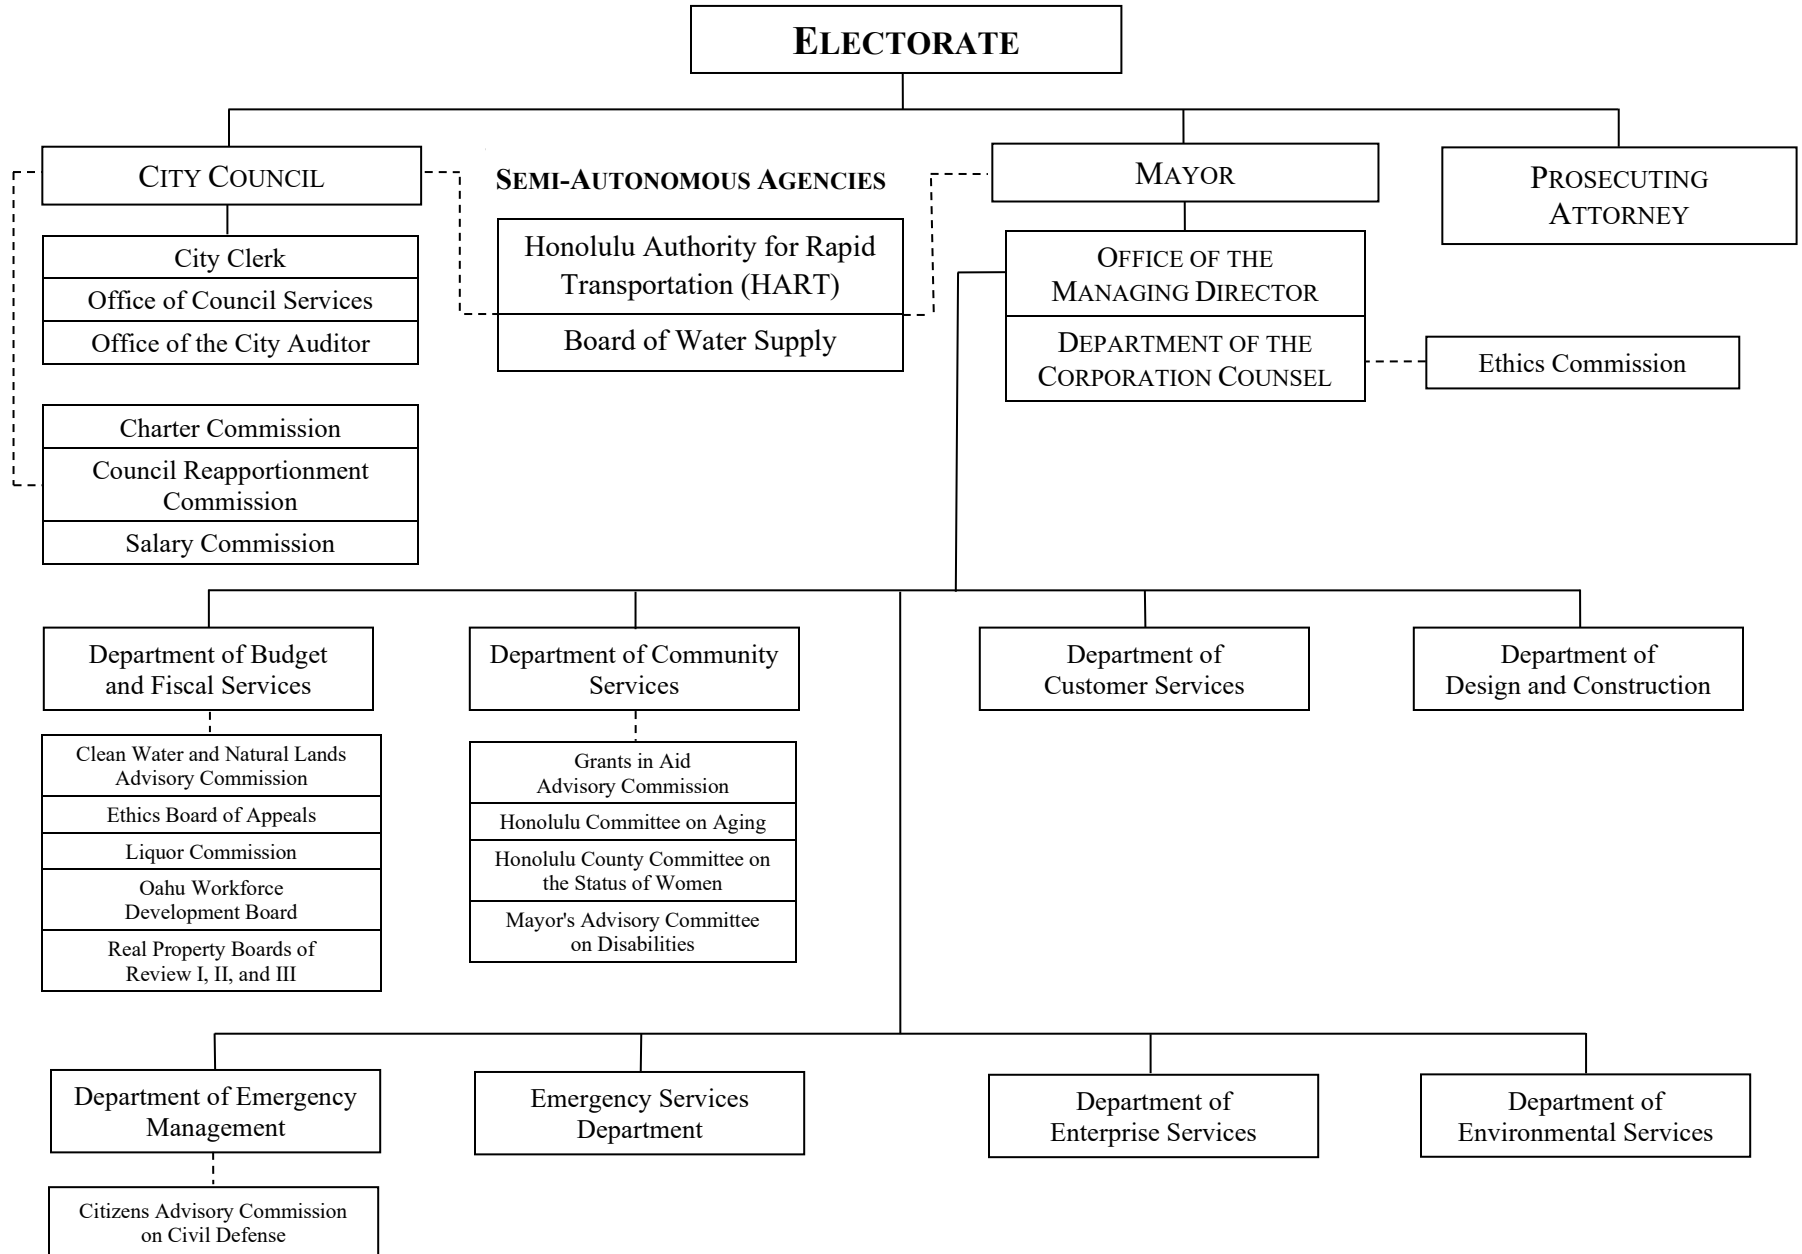 ELECTORATE
CITY COUNCIL
City Clerk
Office of Council Services
Office of the City Auditor
Charter Commission
Council Reapportionment
Commission
Salary Commission
SEMI-AUTONOMOUS AGENCIES
Honolulu Authority for Rapid
Transportation (HART)
Board of Water Supply
MAYOR
OFFICE OF THE
MANAGING DIRECTOR
DEPARTMENT OF THE
CORPORATION COUNSEL
Ethics Commission
PROSECUTING
ATTORNEY
Department of Budget
and Fiscal Services
Clean Water and Natural Lands
Advisory Commission
Ethics Board of Appeals
Liquor Commission
Oahu Workforce
Development Board
Real Property Boards of
Review I, II, and III
Department of Community
Services
Grants in Aid
Advisory Commission
Honolulu Committee on Aging
Honolulu County Committee on
the Status of Women
Mayor's Advisory Committee
on Disabilities
Department of
Customer Services
Department of
Design and Construction
Department of Emergency
Management
Citizens Advisory Commission
on Civil Defense
Emergency Services
Department
Department of
Enterprise Services
Department of
Environmental Services